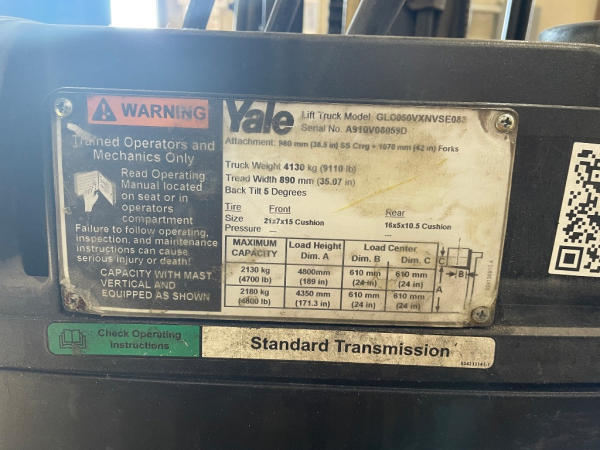 WARNING
Trained Operators and
Mechanics Only
Read Operating
Manual located
on seat or in
operators
compartment
Failure to follow operating,
inspection, and maintenance
instructions can cause
serious injury or death!
CAPACITY WITH MAST
VERTICAL AND
EQUIPPED AS SHOWN
Yale
Lift Truck Model GLC050VXNVSE083
Serial No. A910V08059D
Attachment: 980 mm (38.5 in) SS Crrg + 1070 mm (42 in) Forks
Truck Weight 4130 kg (9110 lb)
Tread Width 890 mm (35.07 in)
Back Tilt 5 Degrees
Tire Front Rear
Size 21x7x15 Cushion 16x5x10.5 Cushion
Pressure --- ---
MAXIMUM CAPACITY Load Height Dim. A Load Center Dim. B Dim. C
2130 kg (4700 lb) 4800mm (189 in) 610 mm (24 in) 610 mm (24 in)
2180 kg (4800 lb) 4350 mm (171.3 in) 610 mm (24 in) 610 mm (24 in)
C
B
A
Check Operating
Instructions
Standard Transmission